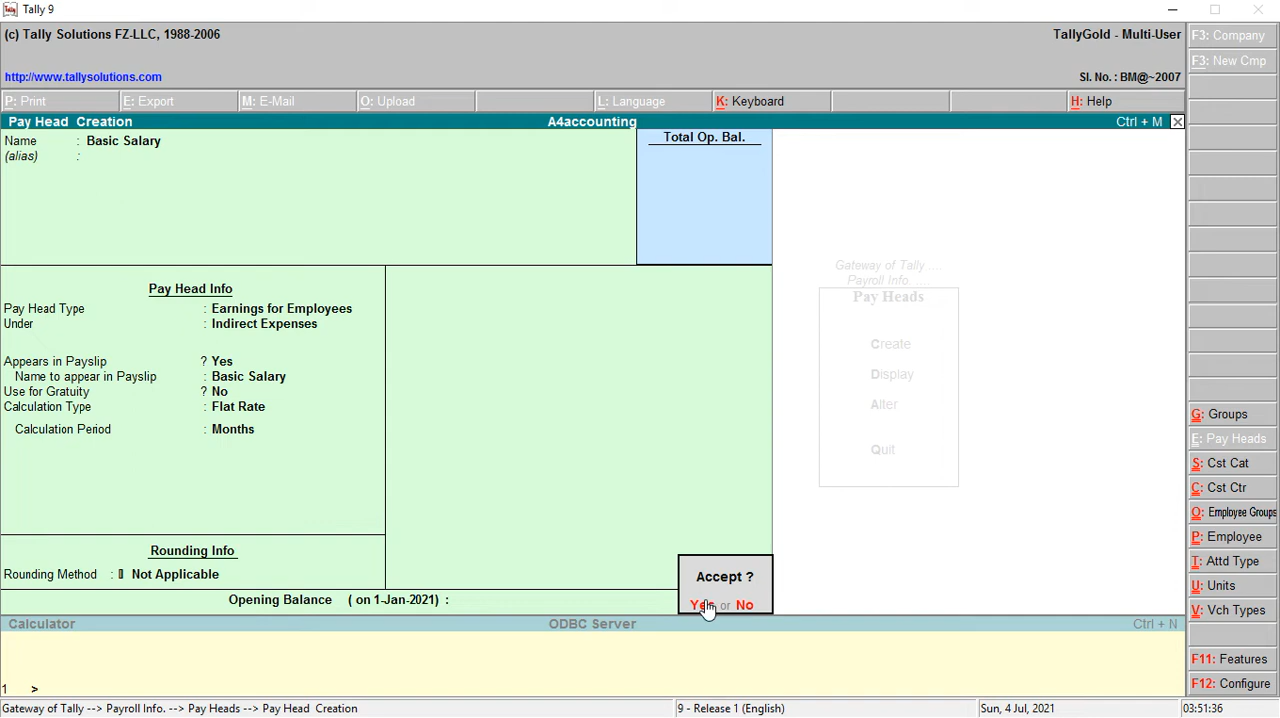 Tally 9
(c) Tally Solutions FZ-LLC, 1988-2006
TallyGold - Multi-User
http://www.tallysolutions.com
Sl. No. : BM@~2007
P: Print
E: Export
M: E-Mail
O: Upload
L: Language
K: Keyboard
H: Help
F3: Company
F3: New Cmp
Pay Head Creation
A4accounting
Ctrl + M
Name : Basic Salary
(alias) :
Total Op. Bal.
Gateway of Tally ....
Payroll Info. .....
Pay Heads
Create
Display
Alter
Quit
Pay Head Info
Pay Head Type : Earnings for Employees
Under : Indirect Expenses
Appears in Payslip ? Yes
Name to appear in Payslip : Basic Salary
Use for Gratuity ? No
Calculation Type : Flat Rate
Calculation Period : Months
Rounding Info
Rounding Method : Not Applicable
Opening Balance ( on 1-Jan-2021) :
Accept ?
Yes or No
G: Groups
E: Pay Heads
S: Cst Cat
C: Cst Ctr
O: Employee Groups
P: Employee
T: Attd Type
U: Units
V: Vch Types
F11: Features
F12: Configure
Calculator
ODBC Server
Ctrl + N
1 >
Gateway of Tally --> Payroll Info. --> Pay Heads --> Pay Head Creation
9 - Release 1 (English)
Sun, 4 Jul, 2021
03:51:36